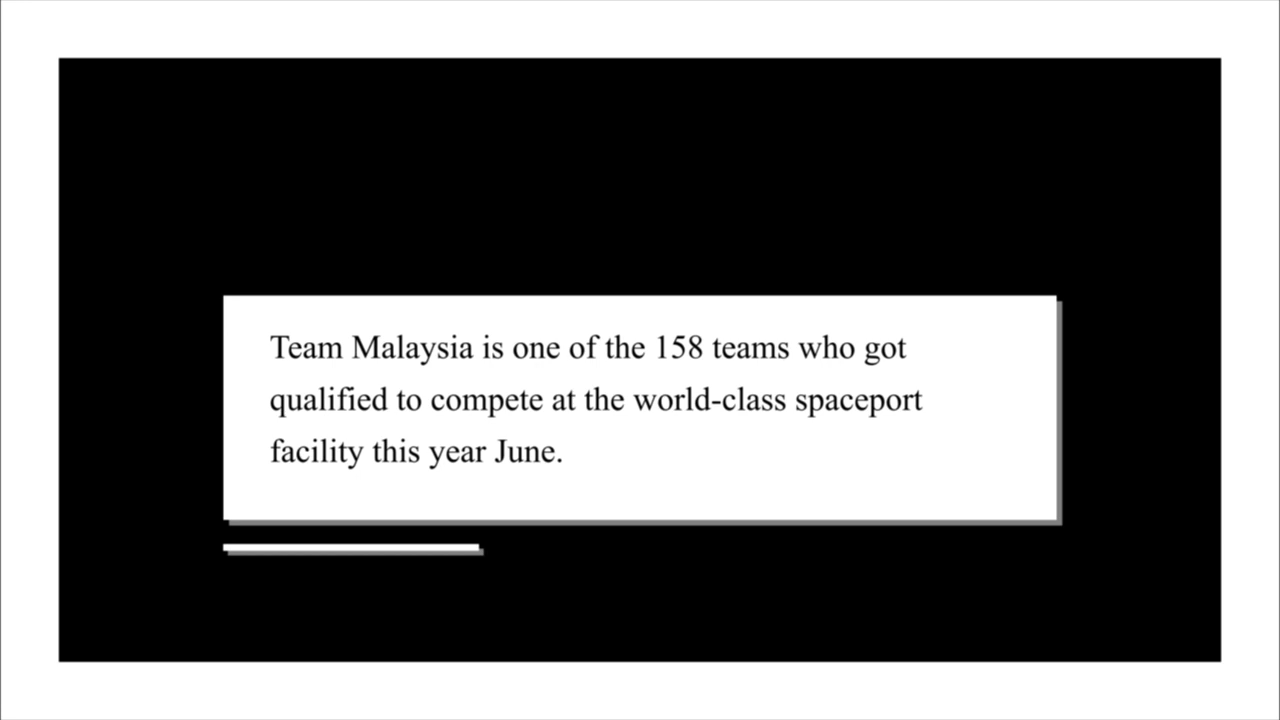 Team Malaysia is one of the 158 teams who got
qualified to compete at the world-class spaceport
facility this year June.